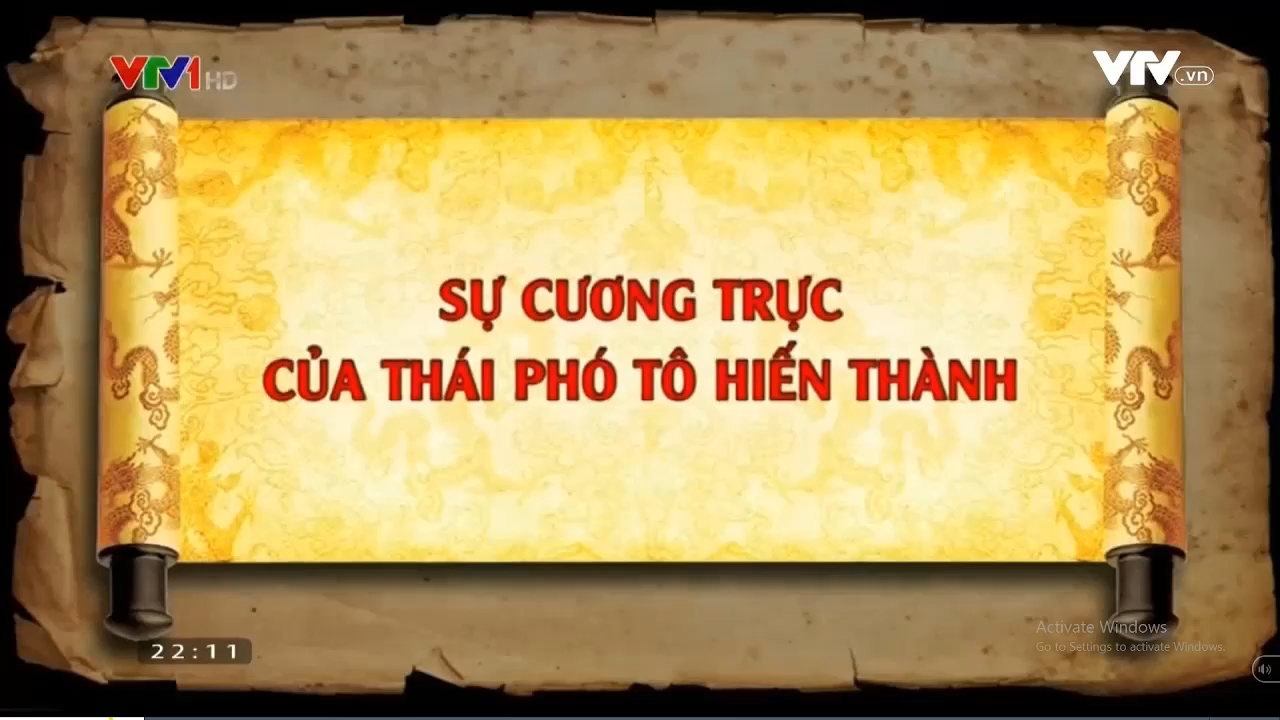 VTV1 HD
VTV.vn
SỰ CƯƠNG TRỰC
CỦA THÁI PHÓ TÔ HIẾN THÀNH
Activate Windows
Go to Settings to activate Windows.
22:11